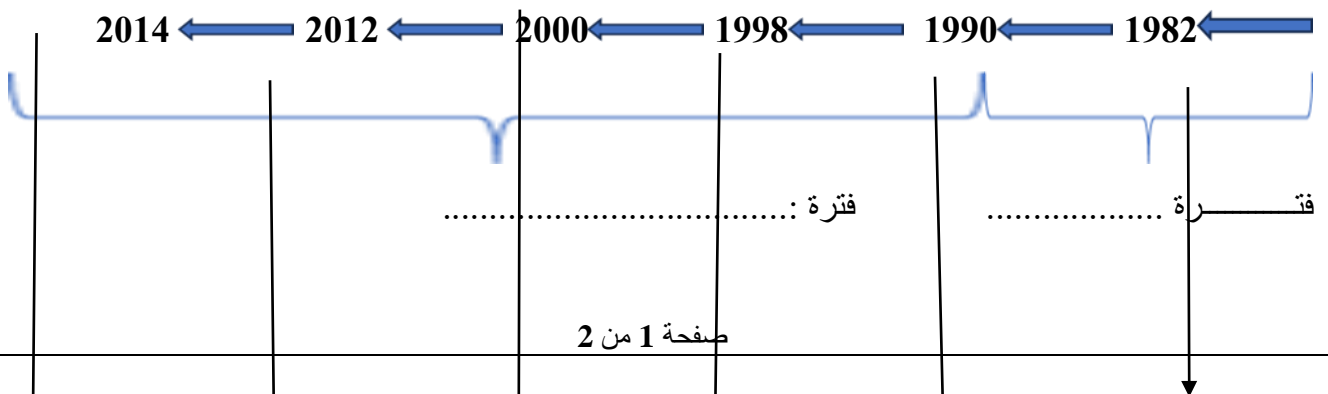 1982 1990 1998 2000 2012 2014
فتـــــــــرة ................... فترة :.....................................
صفحة 1 من 2